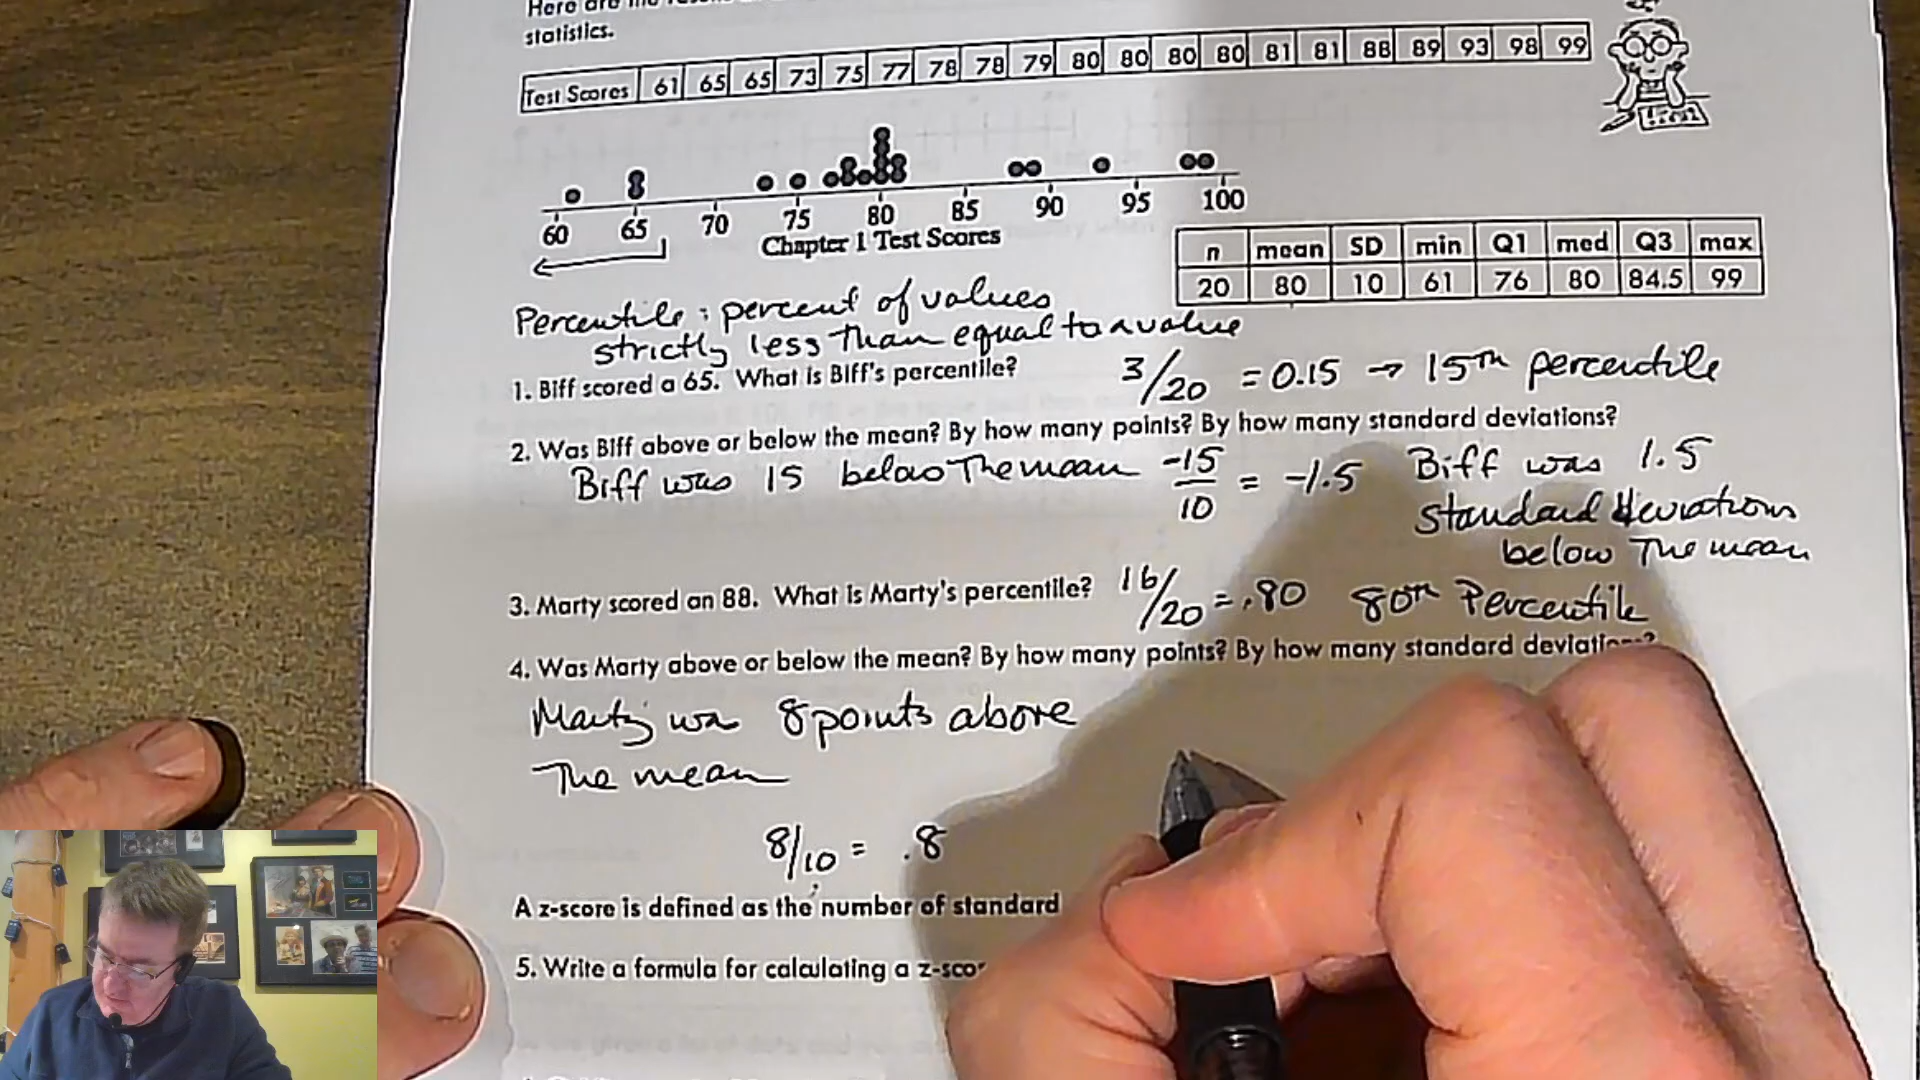 Here are the
statistics.
Test Scores 61 65 65 73 75 77 78 78 79 80 80 80 80 81 81 88 89 93 98 99
60 65 70 75 80 85 90 95 100
Chapter 1 Test Scores
n mean SD min Q1 med Q3 max
20 80 10 61 76 80 84.5 99
Percentile : percent of values
strictly less than equal to a value
1. Biff scored a 65. What is Biff's percentile? 3/20 = 0.15 → 15th percentile
2. Was Biff above or below the mean? By how many points? By how many standard deviations?
Biff was 15 below The mean -15/10 = -1.5 Biff was 1.5
standard deviations
below The mean
3. Marty scored an 88. What is Marty's percentile? 16/20 = .80 80th Percentile
4. Was Marty above or below the mean? By how many points? By how many standard deviations?
Marty was 8 points above
The mean
8/10 = .8
A z-score is defined as the number of standard
5. Write a formula for calculating a z-sco